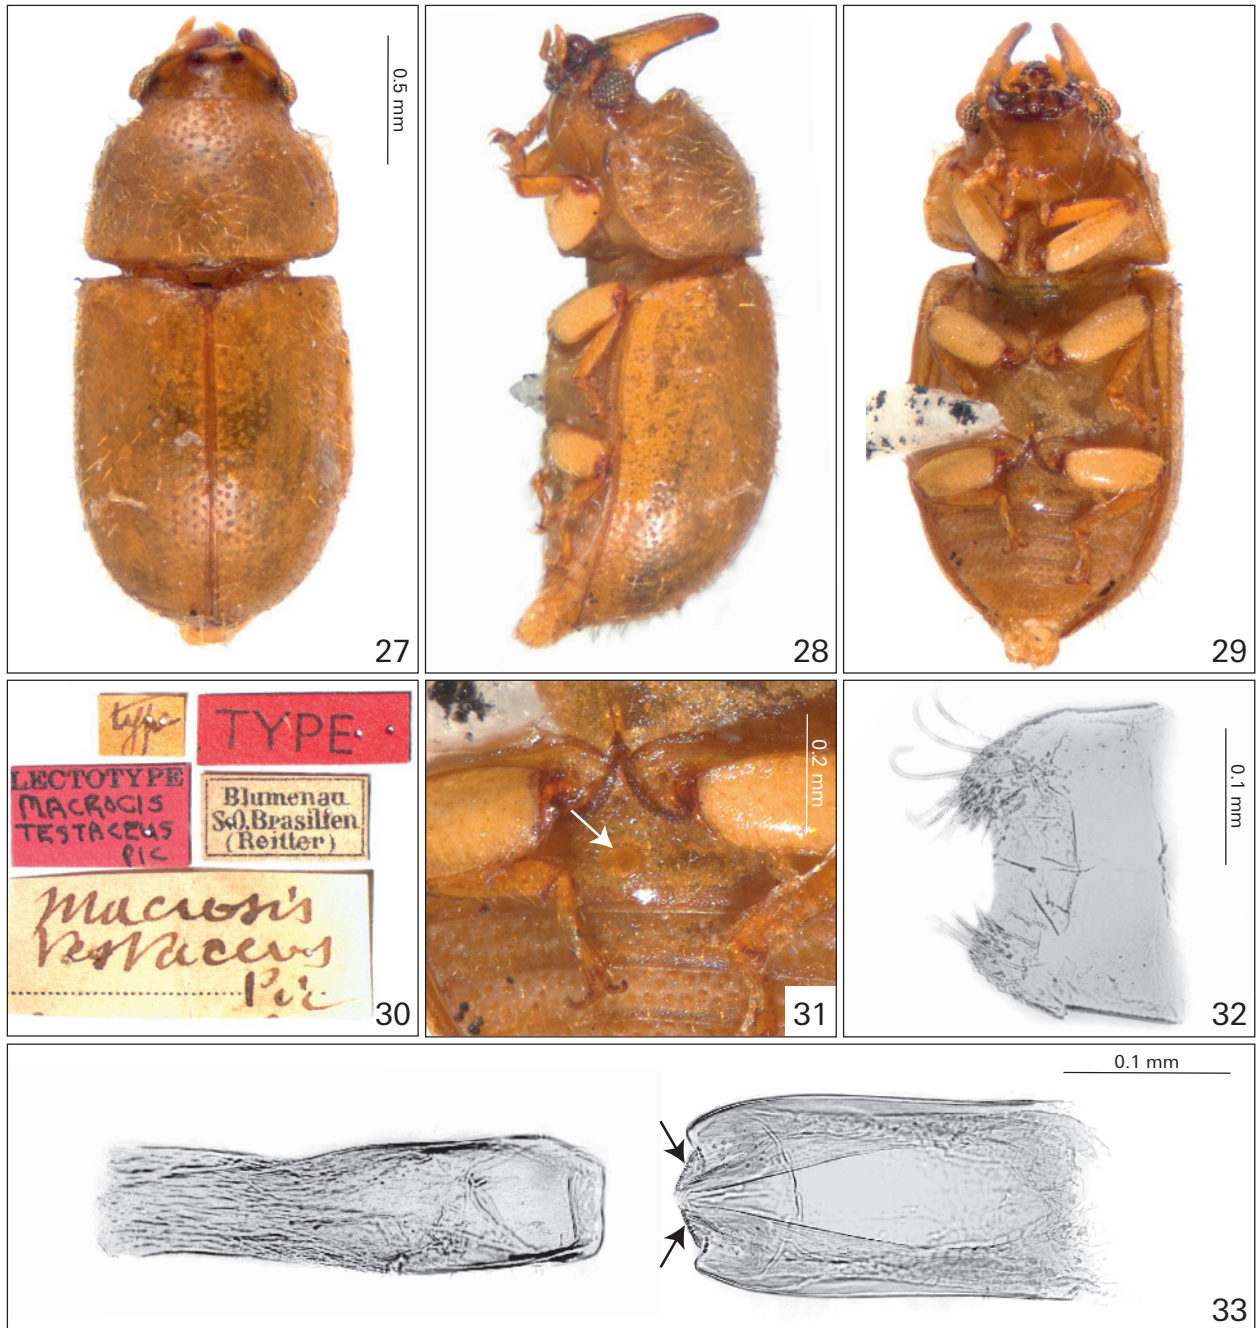 0.5 mm
27
28
29
type
TYPE
LECTOTYPE
MACROCIS
TESTACEUS
PIC
Blumenau
S.O.Brasilien
(Reitter)
Macrosis
testaceus
Pic
30
0.2 mm
31
0.1 mm
32
0.1 mm
33